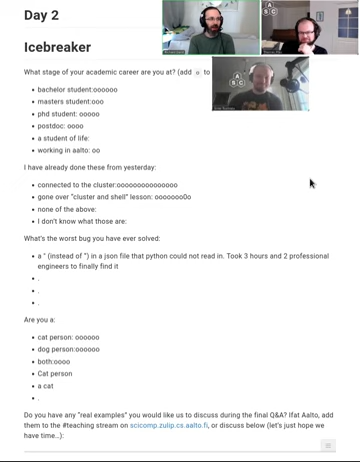 Day 2
Icebreaker
What stage of your academic career are you at? (add o to
bachelor student:oooooo
masters student:ooo
phd student: ooooo
postdoc: oooo
a student of life:
working in aalto: oo
I have already done these from yesterday:
connected to the cluster:ooooooooooooooo
gone over "cluster and shell" lesson: ooooooo0o
none of the above:
I don't know what those are:
What's the worst bug you have ever solved:
a ' (instead of ") in a json file that python could not read in. Took 3 hours and 2 professional
engineers to finally find it
.
.
.
Are you a:
cat person: oooooo
dog person:oooooo
both:oooo
Cat person
a cat
.
Do you have any "real examples" you would like us to discuss during the final Q&A? Ifat Aalto, add
them to the #teaching stream on scicomp.zulip.cs.aalto.fi, or discuss below (let's just hope we
have time...):